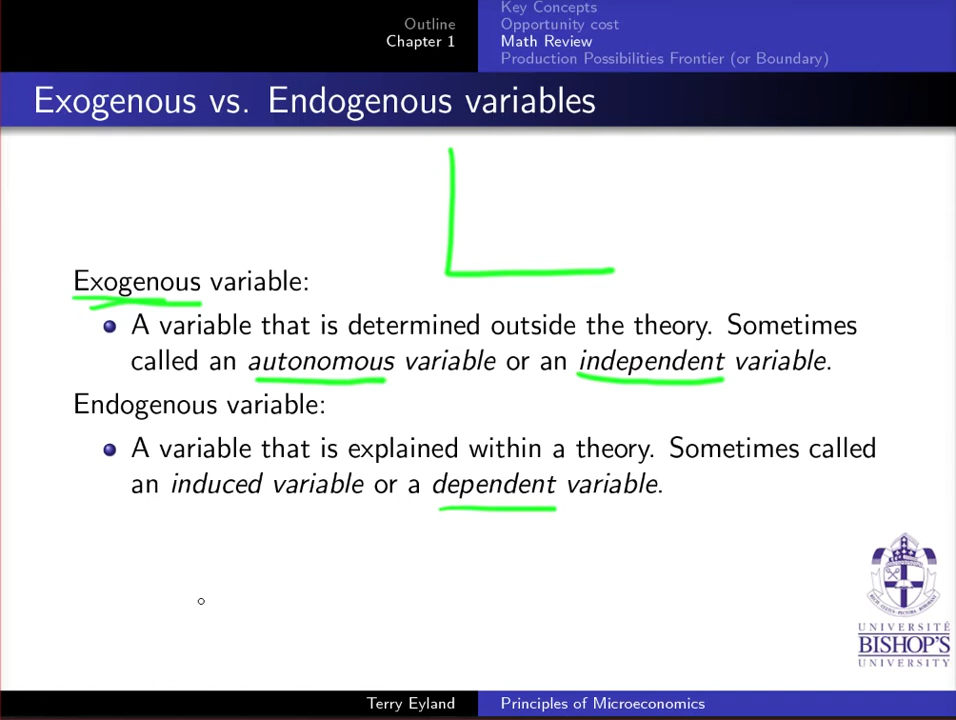 Outline
Chapter 1
Key Concepts
Opportunity cost
Math Review
Production Possibilities Frontier (or Boundary)
Exogenous vs. Endogenous variables
Exogenous variable:
A variable that is determined outside the theory. Sometimes
called an autonomous variable or an independent variable.
Endogenous variable:
A variable that is explained within a theory. Sometimes called
an induced variable or a dependent variable.
UNIVERSITÉ
BISHOP'S
UNIVERSITY
Terry Eyland
Principles of Microeconomics